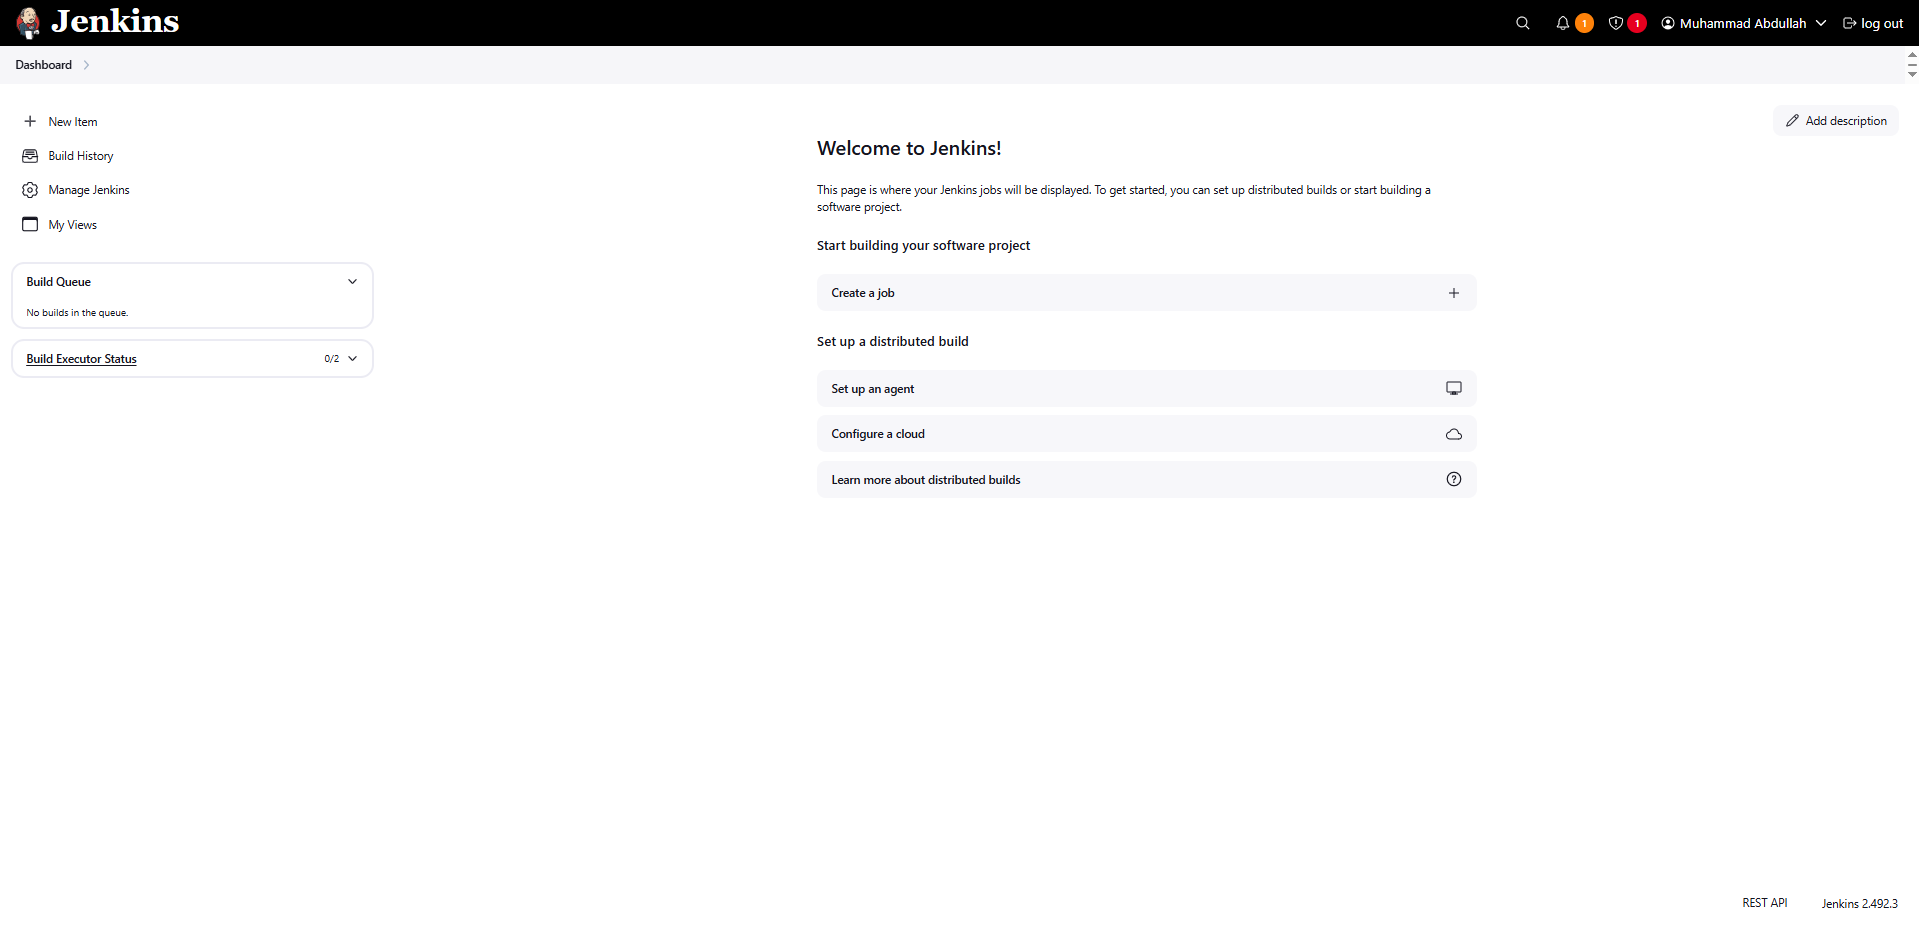 Jenkins
1
1
Muhammad Abdullah
log out
Dashboard
New Item
Build History
Manage Jenkins
My Views
Build Queue
No builds in the queue.
Build Executor Status
0/2
Add description
Welcome to Jenkins!
This page is where your Jenkins jobs will be displayed. To get started, you can set up distributed builds or start building a
software project.
Start building your software project
Create a job
Set up a distributed build
Set up an agent
Configure a cloud
Learn more about distributed builds
REST API
Jenkins 2.492.3